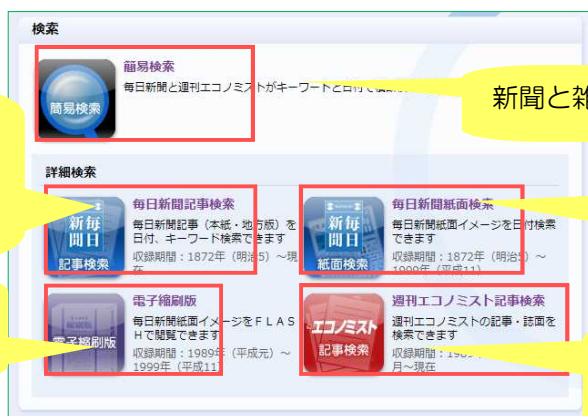 検索
簡易検索
毎日新聞と週刊エコノミストがキーワードと日付で
簡易検索
新聞と雑
詳細検索
毎日新聞記事検索
毎日新聞記事（本紙・地方版）を
日付、キーワード検索できます
収録期間：1872年（明治5）～現
在
新毎
聞日
記事検索
毎日新聞紙面検索
毎日新聞紙面イメージを日付検索
できます
収録期間：1872年（明治5）～
1999年（平成11）
新毎
聞日
紙面検索
電子縮刷版
毎日新聞紙面イメージをＦＬＡＳ
Ｈで閲覧できます
収録期間：1989年（平成元）～
1999年（平成11）
電子縮刷版
週刊エコノミスト記事検索
週刊エコノミストの記事・誌面を
検索できます
収録期間：
月～現在
エコノミスト
記事検索